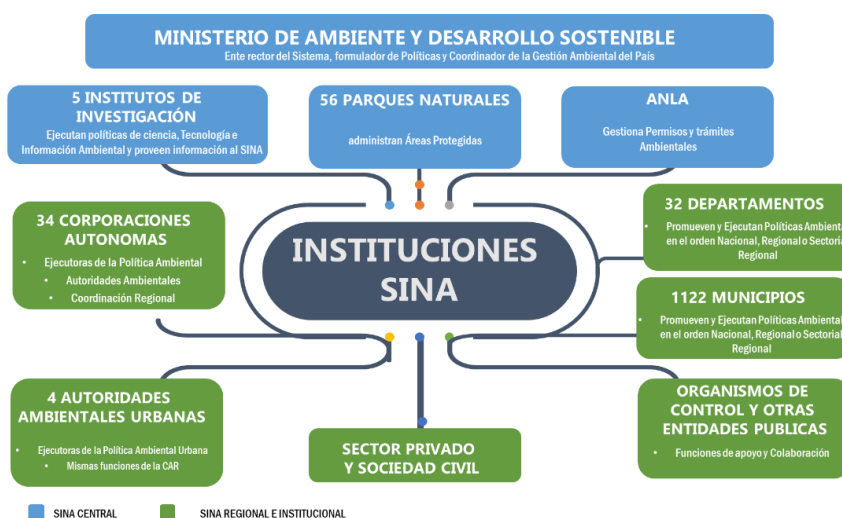 MINISTERIO DE AMBIENTE Y DESARROLLO SOSTENIBLE
Ente rector del Sistema, formulador de Políticas y Coordinador de la Gestión Ambiental del País
5 INSTITUTOS DE
INVESTIGACIÓN
Ejecutan políticas de ciencia, Tecnología e
Información Ambiental y proveen información al SINA
56 PARQUES NATURALES
administran Áreas Protegidas
ANLA
Gestiona Permisos y trámites
Ambientales
34 CORPORACIONES
AUTONOMAS
• Ejecutoras de la Política Ambiental
• Autoridades Ambientales
• Coordinación Regional
INSTITUCIONES
SINA
32 DEPARTAMENTOS
• Promueven y Ejecutan Políticas Ambienta
en el orden Nacional, Regional o Sectoria
Regional
1122 MUNICIPIOS
• Promueven y Ejecutan Políticas Ambiental
en el orden Nacional, Regional o Sectorial
Regional
4 AUTORIDADES
AMBIENTALES URBANAS
• Ejecutoras de la Política Ambiental Urbana
• Mismas funciones de la CAR
SECTOR PRIVADO
Y SOCIEDAD CIVIL
ORGANISMOS DE
CONTROL Y OTRAS
ENTIDADES PUBLICAS
• Funciones de apoyo y Colaboración
SINA CENTRAL
SINA REGIONAL E INSTITUCIONAL